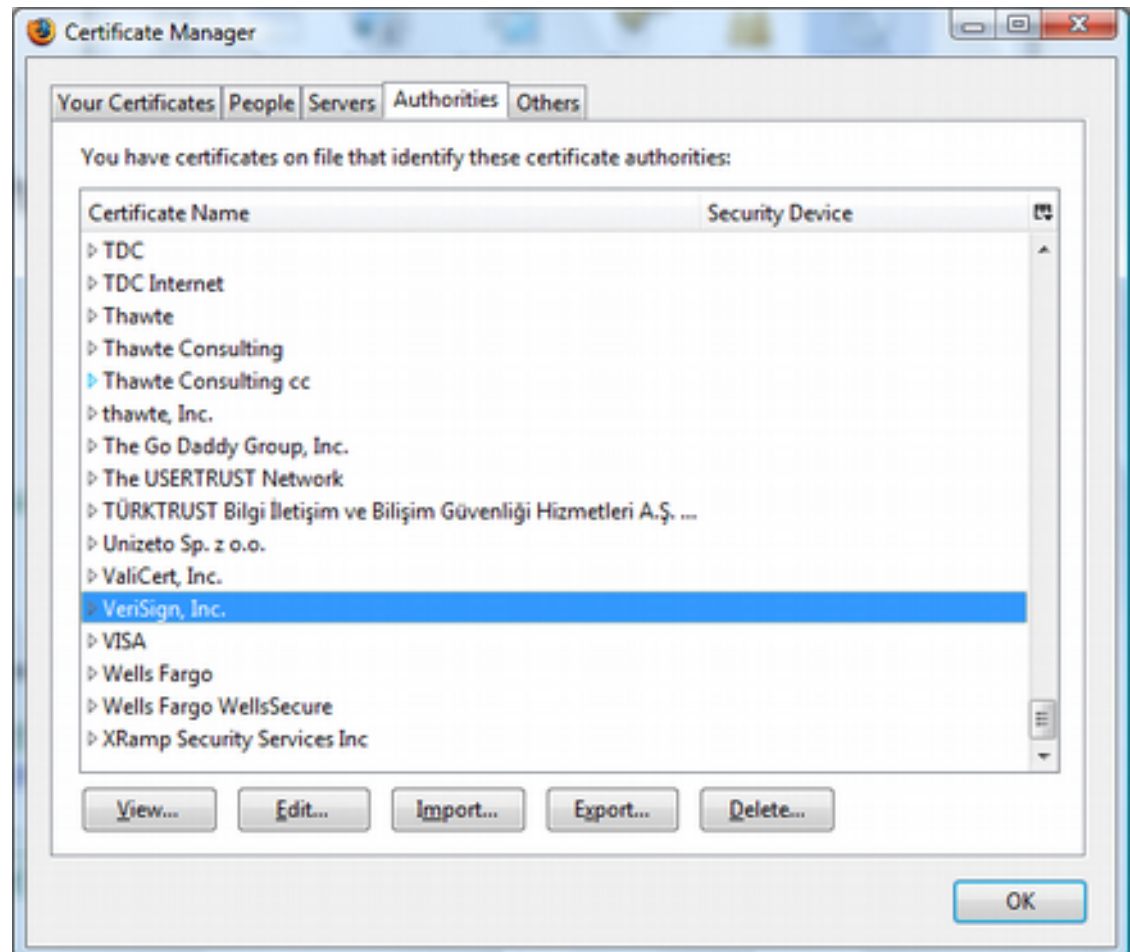 Certificate Manager
Your Certificates People Servers Authorities Others
You have certificates on file that identify these certificate authorities:
Certificate Name Security Device
TDC
TDC Internet
Thawte
Thawte Consulting
Thawte Consulting cc
thawte, Inc.
The Go Daddy Group, Inc.
The USERTRUST Network
TÜRKTRUST Bilgi İletişim ve Bilişim Güvenliği Hizmetleri A.Ş. ...
Unizeto Sp. z o.o.
ValiCert, Inc.
VeriSign, Inc.
VISA
Wells Fargo
Wells Fargo WellsSecure
XRamp Security Services Inc
View... Edit... Import... Export... Delete...
OK